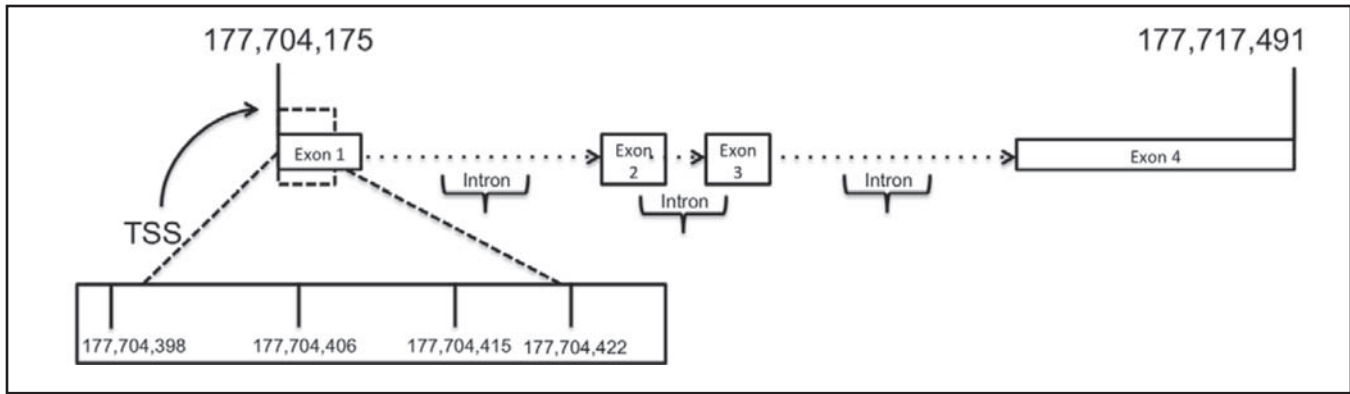 177,704,175
177,717,491
Exon 1
Exon
2
Exon
3
Exon 4
Intron
Intron
Intron
TSS
177,704,398
177,704,406
177,704,415
177,704,422